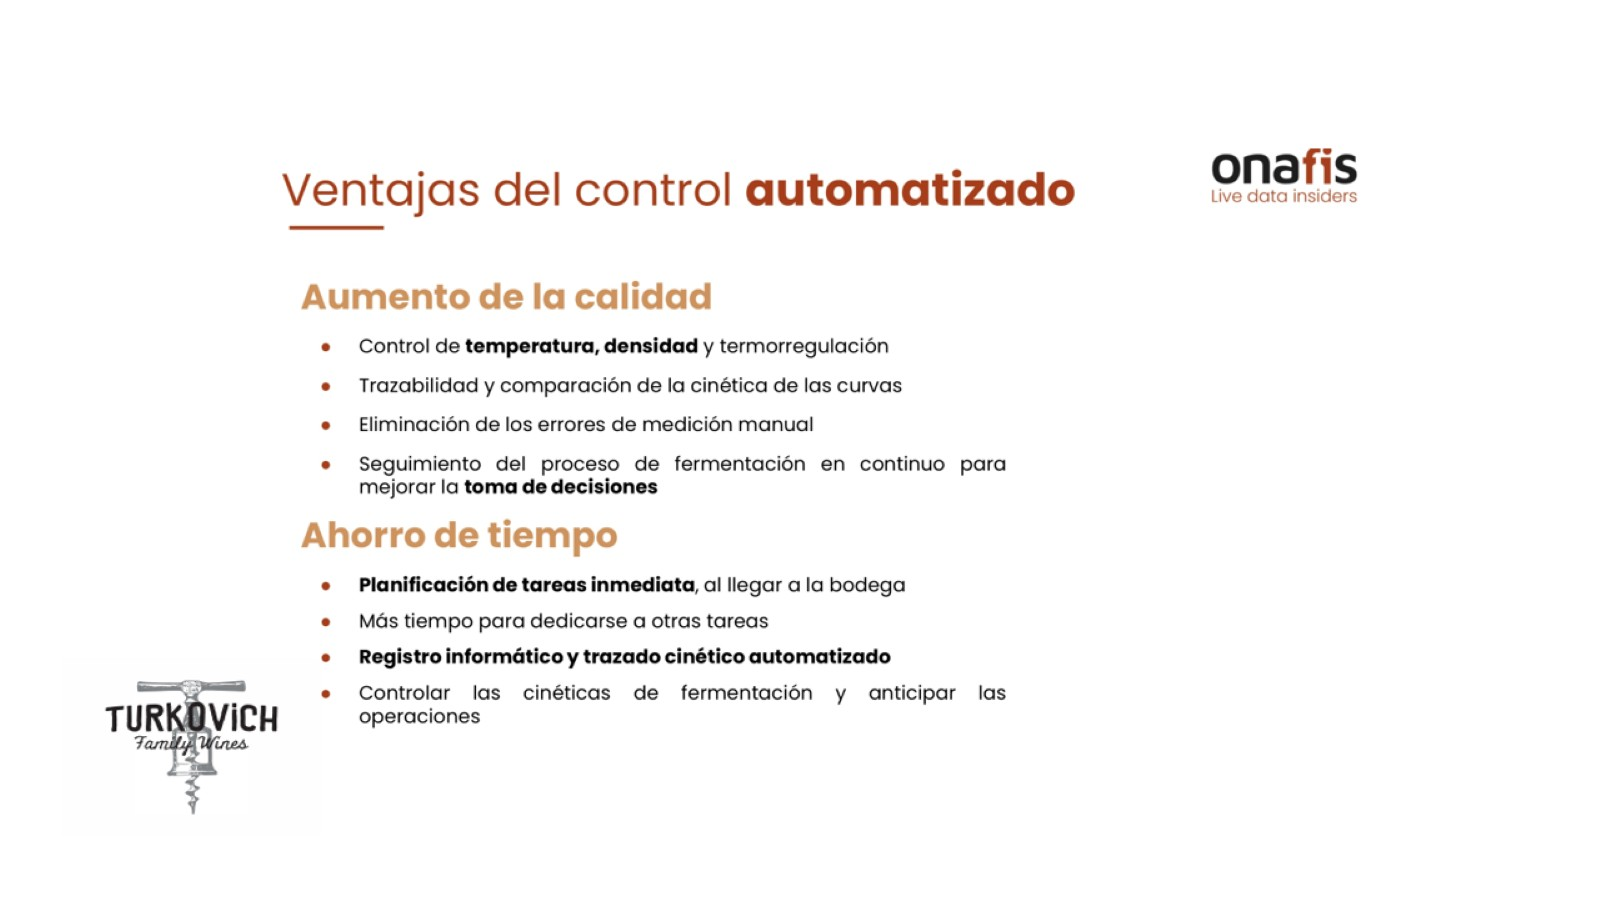 Ventajas del control automatizado
onafis
Live data insiders
Aumento de la calidad
● Control de temperatura, densidad y termorregulación
● Trazabilidad y comparación de la cinética de las curvas
● Eliminación de los errores de medición manual
● Seguimiento del proceso de fermentación en continuo para
mejorar la toma de decisiones
Ahorro de tiempo
● Planificación de tareas inmediata, al llegar a la bodega
● Más tiempo para dedicarse a otras tareas
● Registro informático y trazado cinético automatizado
● Controlar las cinéticas de fermentación y anticipar las
operaciones
TURKOViCH
Family Wines